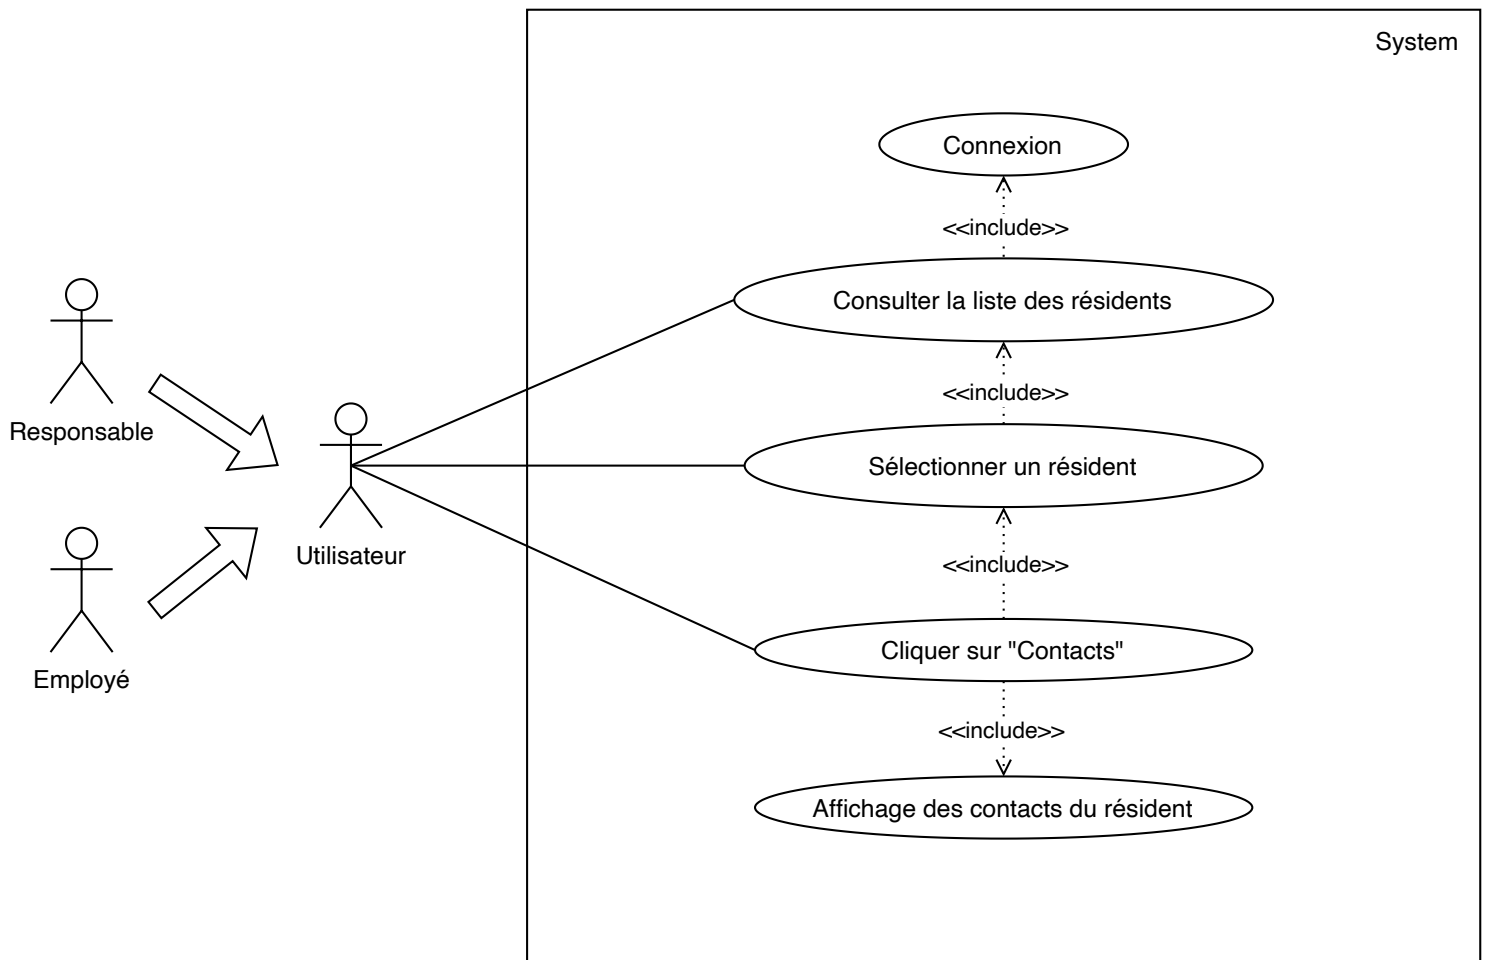 System
Connexion
<<include>>
Consulter la liste des résidents
<<include>>
Responsable
Sélectionner un résident
Utilisateur
<<include>>
Cliquer sur "Contacts"
Employé
<<include>>
Affichage des contacts du résident